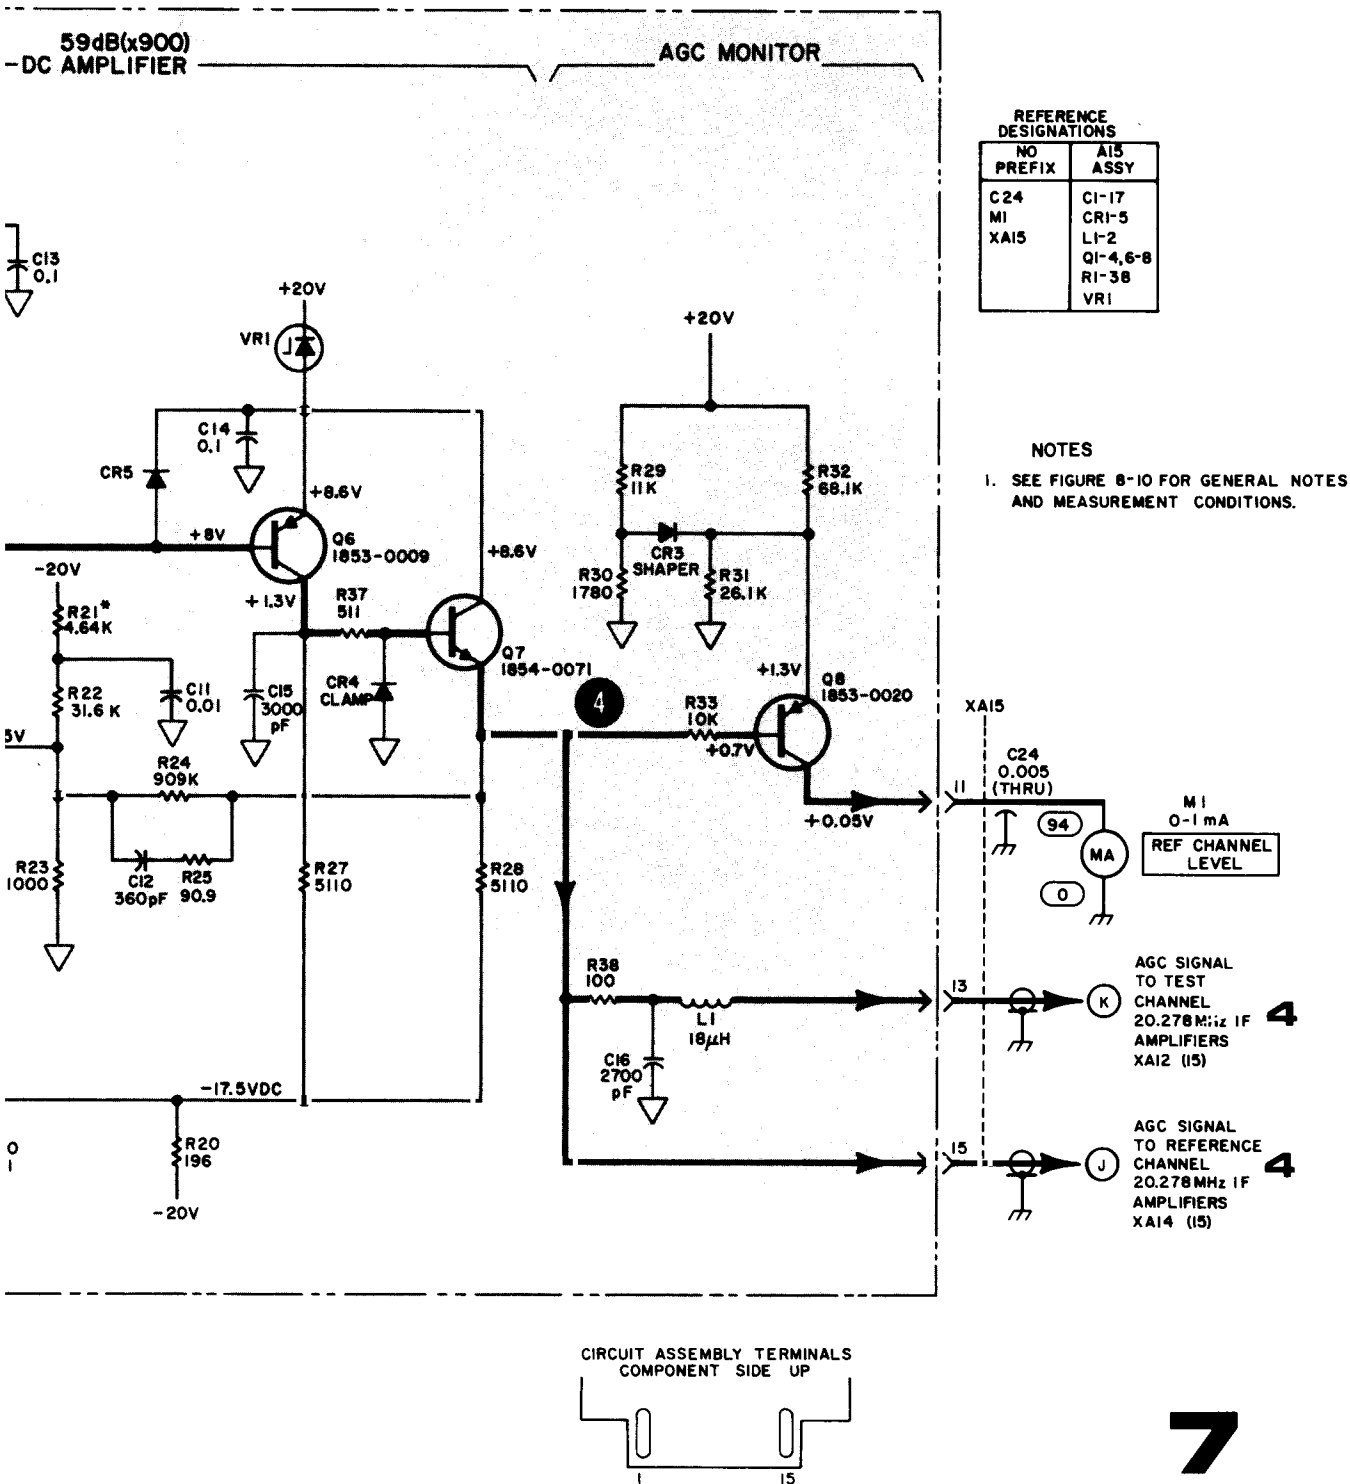 59dB(x900)
DC AMPLIFIER
AGC MONITOR
REFERENCE
DESIGNATIONS
NO
PREFIX
A15
ASSY
C24
M1
XA15
C1-17
CR1-5
L1-2
Q1-4,6-8
R1-38
VR1
NOTES
1. SEE FIGURE 8-10 FOR GENERAL NOTES
AND MEASUREMENT CONDITIONS.
C13
0.1
+20V
VR1
C14
0.1
CR5
+8.6V
+8V
Q6
1853-0009
+8.6V
+1.3V
-20V
R21*
4.64K
R22
31.6 K
C11
0.01
C15
3000
pF
R37
511
CR4
CLAMP
Q7
1854-0071
5V
R24
909K
C12
360pF
R25
90.9
R23
1000
R27
5110
R28
5110
-17.5VDC
R20
196
-20V
0
1
+20V
R29
11K
R32
68.1K
CR3
SHAPER
R30
1780
R31
26.1K
+1.3V
Q8
1853-0020
4
R33
10K
+0.7V
+0.05V
XA15
11
C24
0.005
(THRU)
94
MA
0
M1
0-1mA
REF CHANNEL
LEVEL
R38
100
L1
18μH
C16
2700
pF
13
K
AGC SIGNAL
TO TEST
CHANNEL
20.278MHz IF
AMPLIFIERS
XA12 (15)
4
15
J
AGC SIGNAL
TO REFERENCE
CHANNEL
20.278MHz IF
AMPLIFIERS
XA14 (15)
4
CIRCUIT ASSEMBLY TERMINALS
COMPONENT SIDE UP
1
15
7